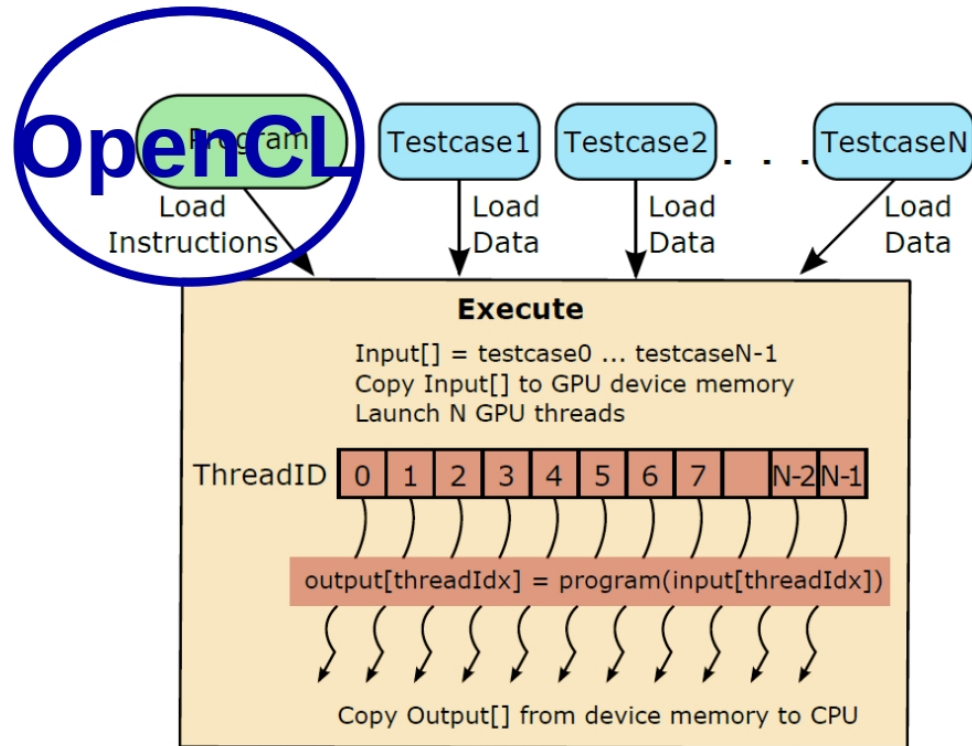 OpenCL
Program
Testcase1
Testcase2
. . .
TestcaseN
Load
Instructions
Load
Data
Load
Data
Load
Data
Execute
Input[] = testcase0 ... testcaseN-1
Copy Input[] to GPU device memory
Launch N GPU threads
ThreadID 0 1 2 3 4 5 6 7 N-2 N-1
output[threadIdx] = program(input[threadIdx])
Copy Output[] from device memory to CPU